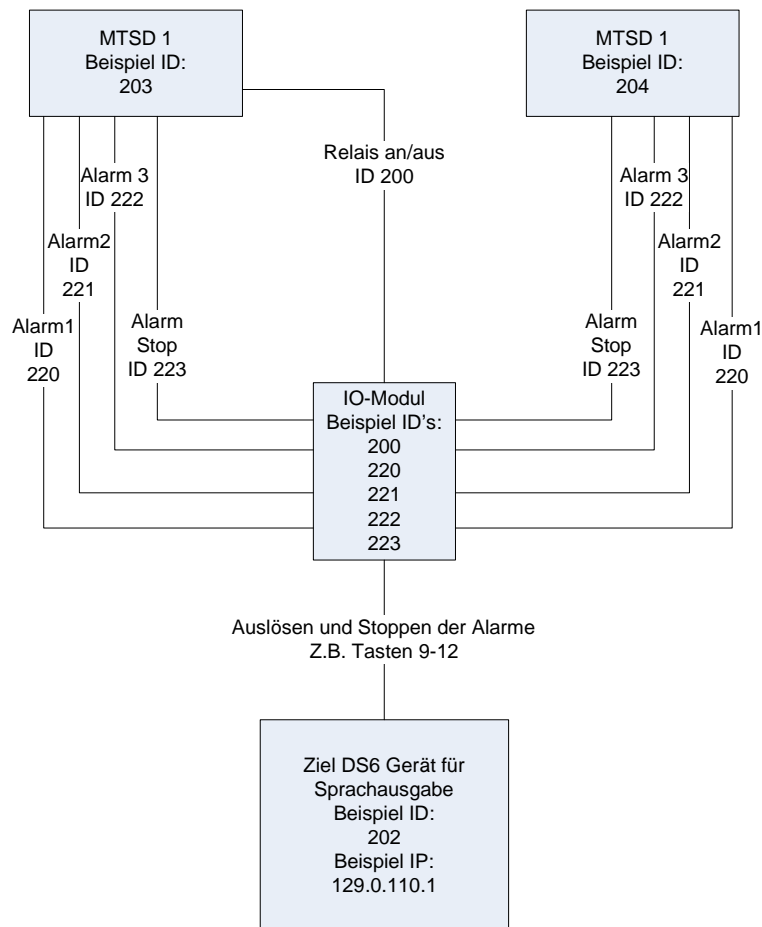 MTSD 1
Beispiel ID:
203
MTSD 1
Beispiel ID:
204
Relais an/aus
ID 200
Alarm 3
ID 222
Alarm2
ID
221
Alarm1
ID
220
Alarm
Stop
ID 223
Alarm 3
ID 222
Alarm2
ID
221
Alarm
Stop
ID 223
Alarm1
ID
220
IO-Modul
Beispiel ID's:
200
220
221
222
223
Auslösen und Stoppen der Alarme
Z.B. Tasten 9-12
Ziel DS6 Gerät für
Sprachausgabe
Beispiel ID:
202
Beispiel IP:
129.0.110.1